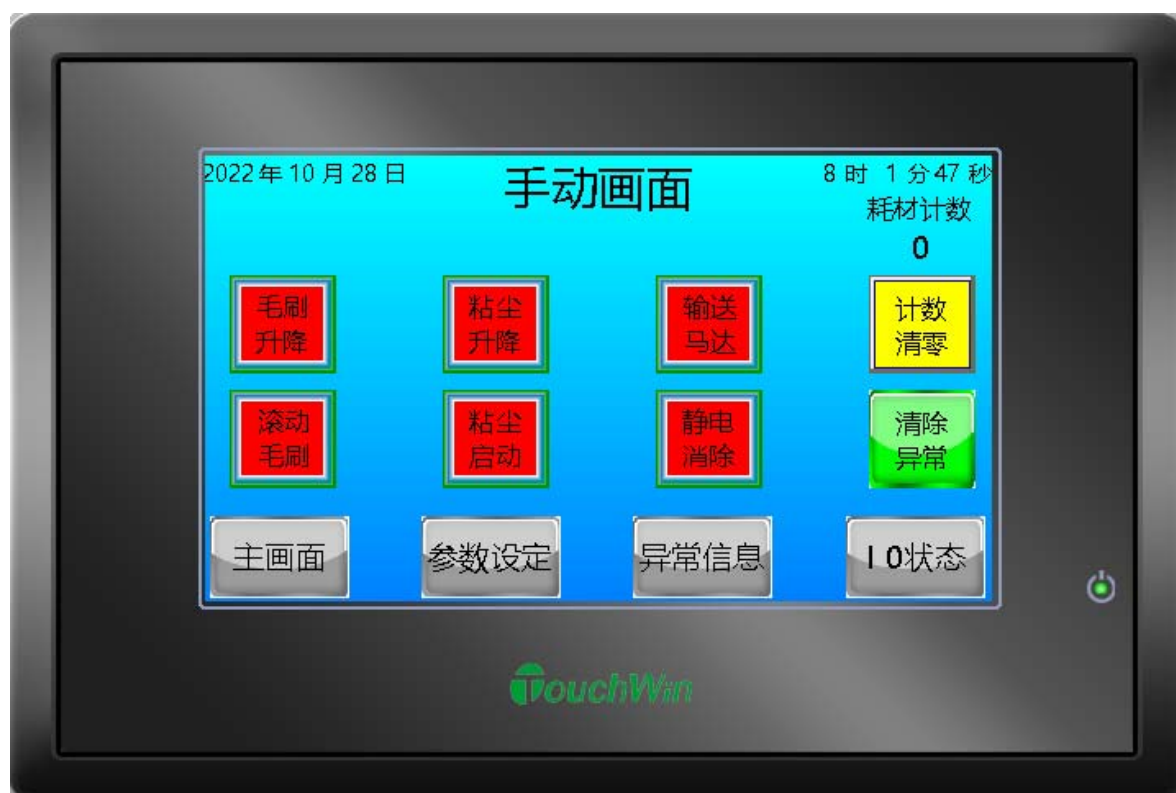 2022年10月28日
手动画面
8时 1分47秒
耗材计数
0
毛刷
升降
粘尘
升降
输送
马达
计数
清零
滚动
毛刷
粘尘
启动
静电
消除
清除
异常
主画面
参数设定
异常信息
IO状态
TouchWin